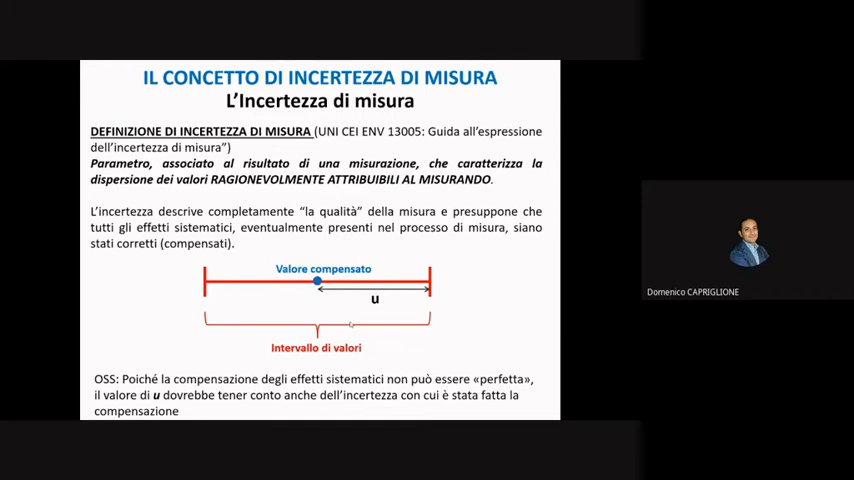 IL CONCETTO DI INCERTEZZA DI MISURA
L'Incertezza di misura
DEFINIZIONE DI INCERTEZZA DI MISURA (UNI CEI ENV 13005: Guida all'espressione
dell'incertezza di misura")
Parametro, associato al risultato di una misurazione, che caratterizza la
dispersione dei valori RAGIONEVOLMENTE ATTRIBUIBILI AL MISURANDO.
L'incertezza descrive completamente "la qualità" della misura e presuppone che
tutti gli effetti sistematici, eventualmente presenti nel processo di misura, siano
stati corretti (compensati).
Valore compensato
u
Intervallo di valori
OSS: Poiché la compensazione degli effetti sistematici non può essere «perfetta»,
il valore di u dovrebbe tener conto anche dell'incertezza con cui è stata fatta la
compensazione
Domenico CAPRIGLIONE